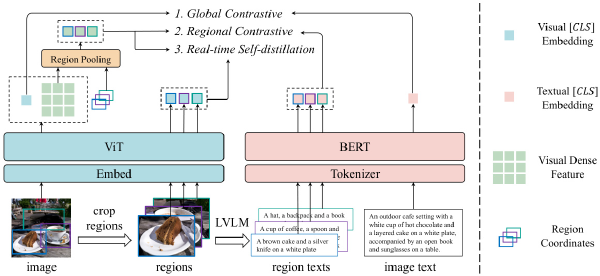 1. Global Contrastive
2. Regional Contrastive
3. Real-time Self-distillation
Region Pooling
ViT
BERT
Embed
Tokenizer
crop
regions
LVLM
A hat, a backpack and a book
A cup of coffee, a spoon and
A brown cake and a silver
knife on a white plate
An outdoor cafe setting with a
white cup of hot chocolate and
a layered cake on a white plate,
accompanied by an open book
and sunglasses on a table.
image
regions
region texts
image text
Visual [CLS]
Embedding
Textual [CLS]
Embedding
Visual Dense
Feature
Region
Coordinates